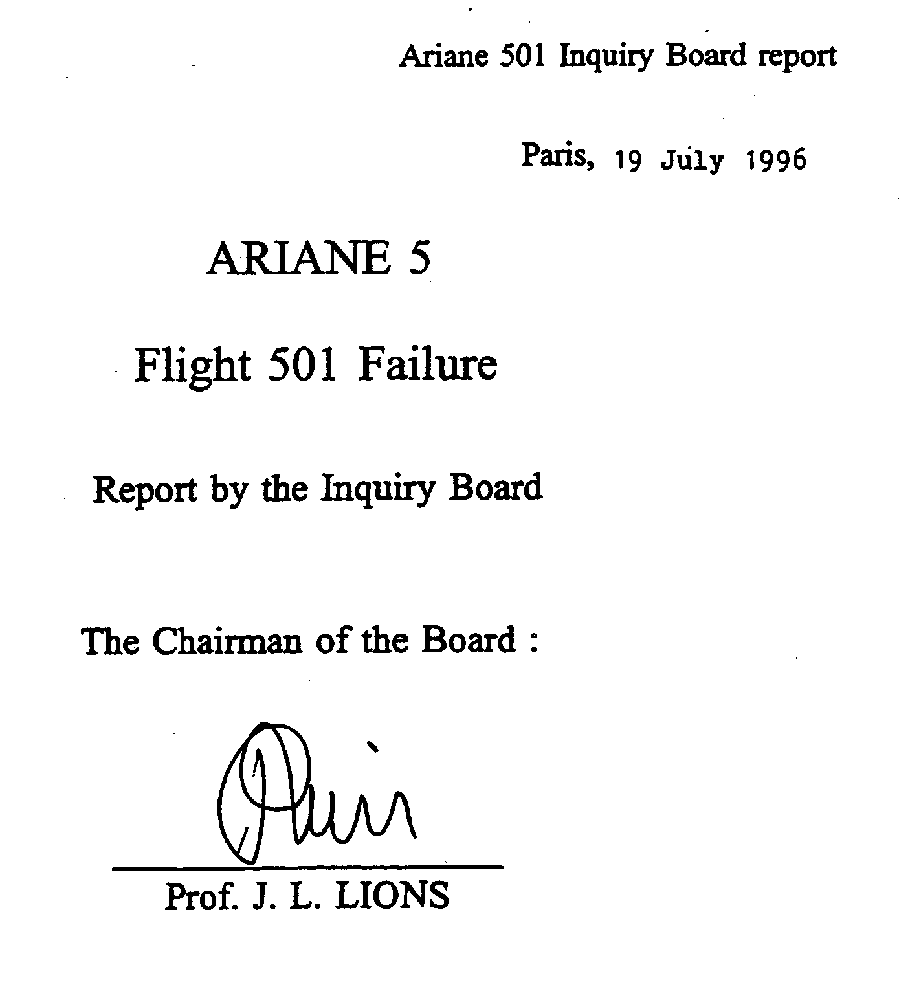 Ariane 501 Inquiry Board report
Paris, 19 July 1996
ARIANE 5
Flight 501 Failure
Report by the Inquiry Board
The Chairman of the Board :
Prof. J. L. LIONS